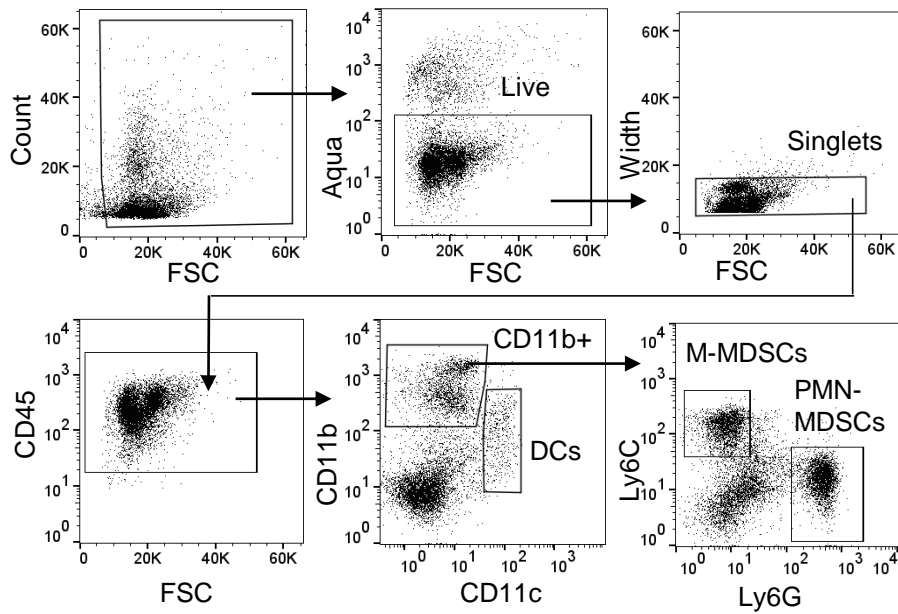 Count
60K
40K
20K
0
0 20K 40K 60K
FSC
Aqua
10^3
10^2
10^1
10^0
Live
0 20K 40K 60K
FSC
Width
60K
40K
20K
0
Singlets
0 20K 40K 60K
FSC
CD45
10^4
10^3
10^2
10^1
10^0
0 20K 40K 60K
FSC
CD11b
10^4
10^3
10^2
10^1
10^0
CD11b+
DCs
10^0 10^1 10^2 10^3
CD11c
Ly6C
10^4
10^3
10^2
10^1
10^0
M-MDSCs
PMN-
MDSCs
10^0 10^1 10^2 10^3 10^4
Ly6G